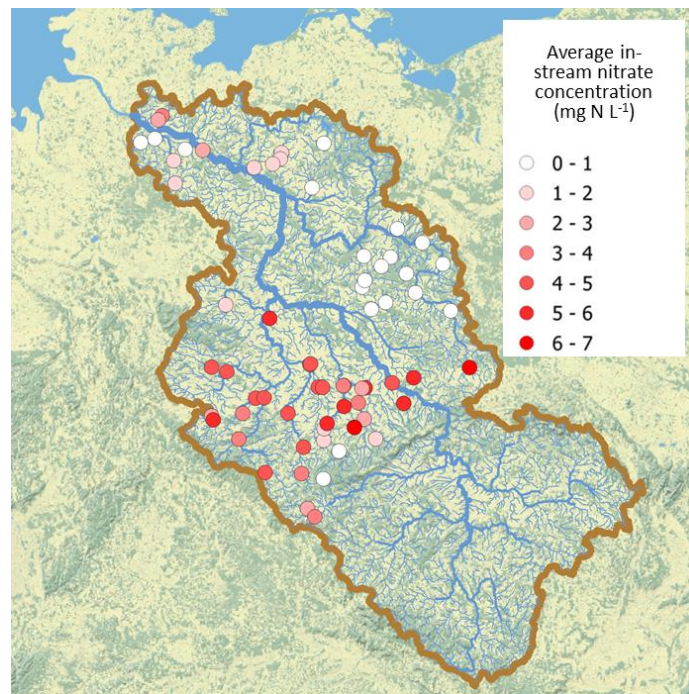 Average in-
stream nitrate
concentration
(mg N L-1)
0 - 1
1 - 2
2 - 3
3 - 4
4 - 5
5 - 6
6 - 7